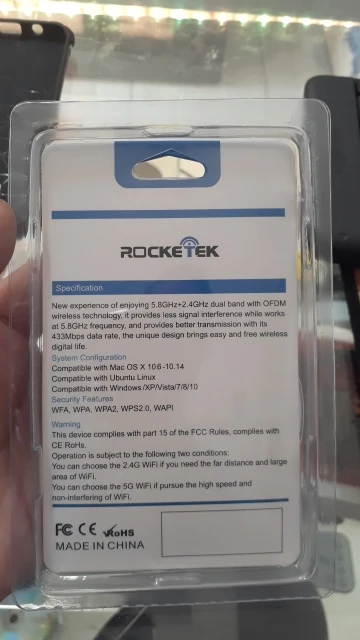 ROCKETEK
Specification
New experience of enjoying 5.8GHz+2.4GHz dual band with OFDM
wireless technology, it provides less signal interference while works
at 5.8GHz frequency, and provides better transmission with its
433Mbps data rate, the unique design brings easy and free wireless
digital life.
System Configuration
Compatible with Mac OS X 10.6-10.14
Compatible with Ubuntu Linux
Compatible with Windows/XP/Vista/7/8/10
Security Features
WFA, WPA, WPA2, WPS2.0, WAPI
Warning
This device complies with part 15 of the FCC Rules, complies with
CE RoHs.
Operation is subject to the following two conditions:
You can choose the 2.4G WiFi if you need the far distance and large
area of WiFi.
You can choose the 5G WiFi if pursue the high speed and
non-interfering of WiFi.
FC CE RoHS
MADE IN CHINA